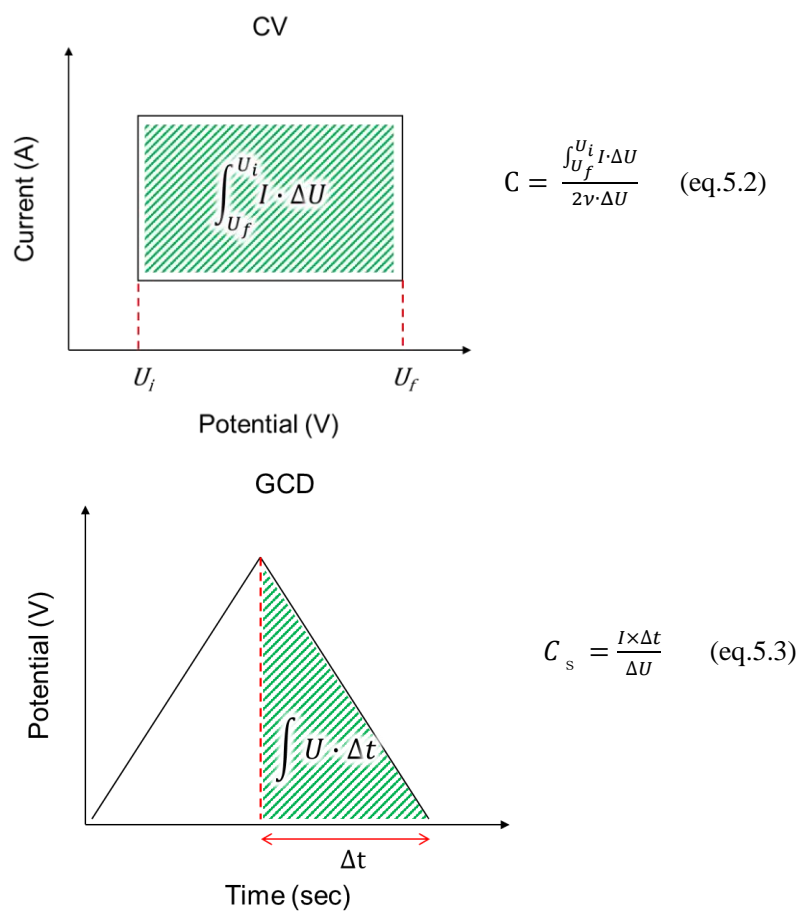 CV
Current (A)
∫_{U_f}^{U_i} I · ΔU
U_i U_f
Potential (V)
C = ∫_{U_f}^{U_i} I·ΔU / 2ν·ΔU (eq.5.2)
GCD
Potential (V)
∫ U · Δt
Δt
Time (sec)
C_s = I×Δt / ΔU (eq.5.3)